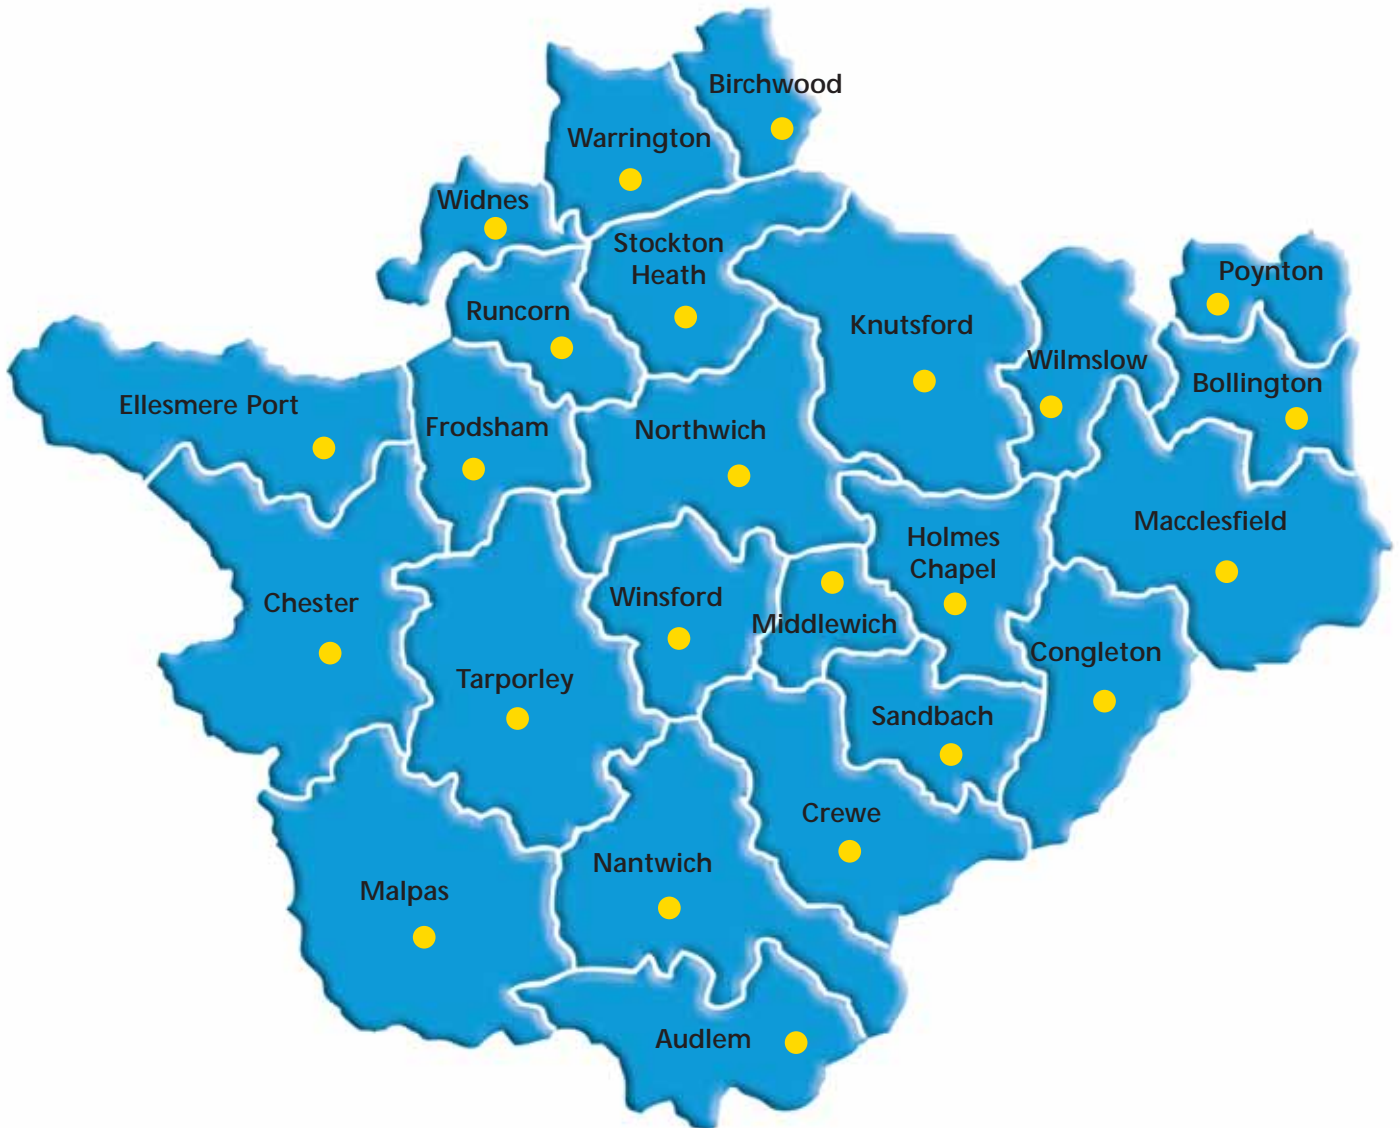 Birchwood
Warrington
Widnes
Stockton
Heath
Poynton
Runcorn
Knutsford
Wilmslow
Bollington
Ellesmere Port
Frodsham
Northwich
Macclesfield
Holmes
Chapel
Chester
Winsford
Middlewich
Congleton
Tarporley
Sandbach
Crewe
Nantwich
Malpas
Audlem